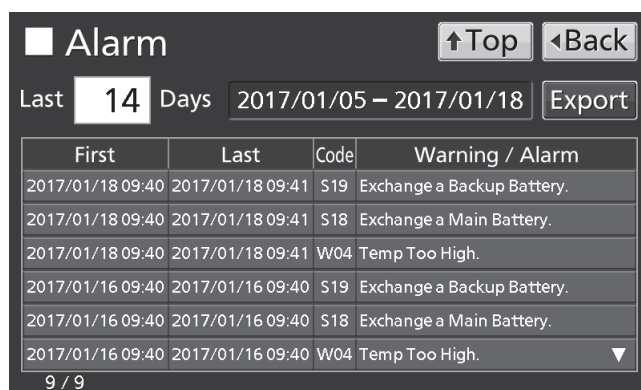 Alarm ↑Top ◂Back
Last 14 Days 2017/01/05 – 2017/01/18 Export
First Last Code Warning / Alarm
2017/01/18 09:40 2017/01/18 09:41 S19 Exchange a Backup Battery.
2017/01/18 09:40 2017/01/18 09:41 S18 Exchange a Main Battery.
2017/01/18 09:40 2017/01/18 09:41 W04 Temp Too High.
2017/01/16 09:40 2017/01/16 09:40 S19 Exchange a Backup Battery.
2017/01/16 09:40 2017/01/16 09:40 S18 Exchange a Main Battery.
2017/01/16 09:40 2017/01/16 09:40 W04 Temp Too High. ▼
9 / 9